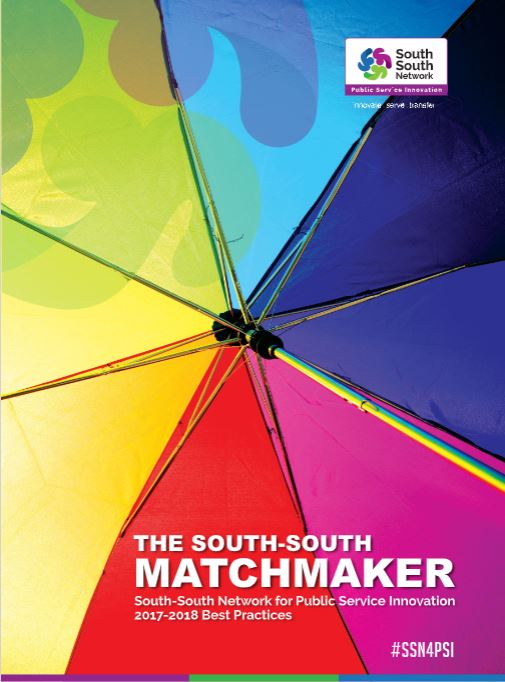 South
South
Network
Public Service Innovation
innovate serve transfer
THE SOUTH-SOUTH
MATCHMAKER
South-South Network for Public Service Innovation
2017-2018 Best Practices
#SSN4PSI